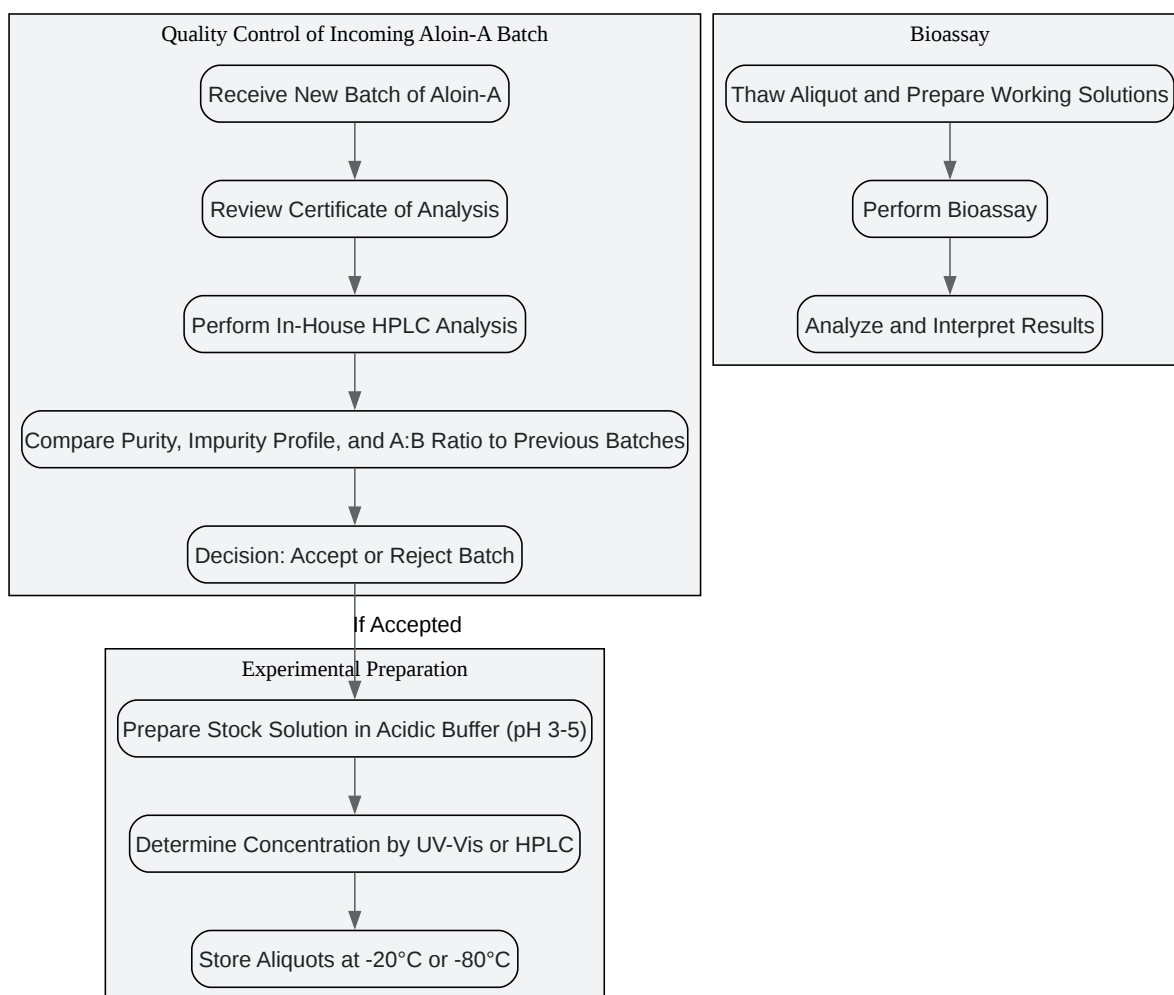 Quality Control of Incoming Aloin-A Batch
Receive New Batch of Aloin-A
Review Certificate of Analysis
Perform In-House HPLC Analysis
Compare Purity, Impurity Profile, and A:B Ratio to Previous Batches
Decision: Accept or Reject Batch
If Accepted
Experimental Preparation
Prepare Stock Solution in Acidic Buffer (pH 3-5)
Determine Concentration by UV-Vis or HPLC
Store Aliquots at -20°C or -80°C
Bioassay
Thaw Aliquot and Prepare Working Solutions
Perform Bioassay
Analyze and Interpret Results